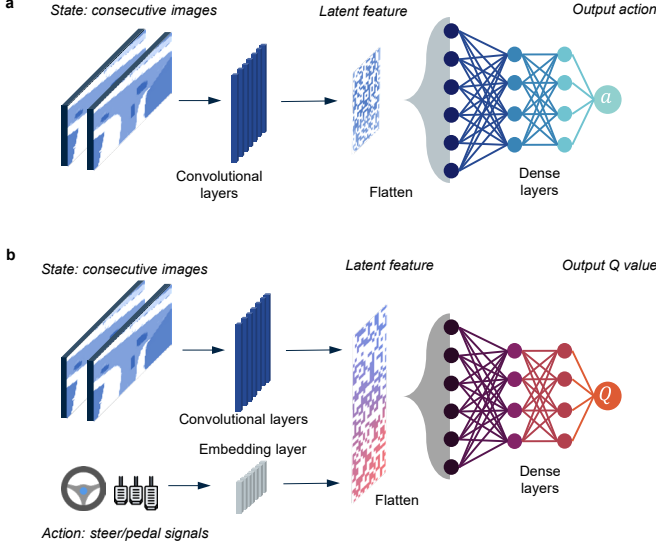 a
State: consecutive images
Latent feature
Output action
Convolutional
layers
Flatten
Dense
layers
a
b
State: consecutive images
Latent feature
Output Q value
Convolutional layers
Embedding layer
Flatten
Dense
layers
Q
Action: steer/pedal signals